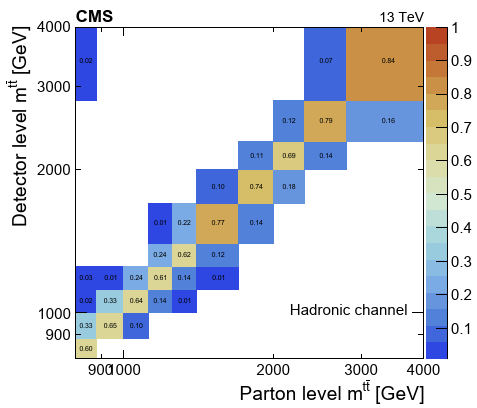 CMS 13 TeV
4000 1
0.02 0.07 0.84 0.9
3000 0.8
0.12 0.79 0.16 0.7
0.11 0.69 0.14 0.6
2000 0.10 0.74 0.18 0.5
0.01 0.22 0.77 0.14 0.4
0.24 0.62 0.12
0.03 0.01 0.24 0.61 0.14 0.11 0.3
0.02 0.33 0.64 0.14 0.01 0.2
1000 Hadronic channel
0.33 0.65 0.10 0.1
900
0.60
900 1000 2000 3000 4000
Parton level m^tt̄ [GeV]
Detector level m^tt̄ [GeV]